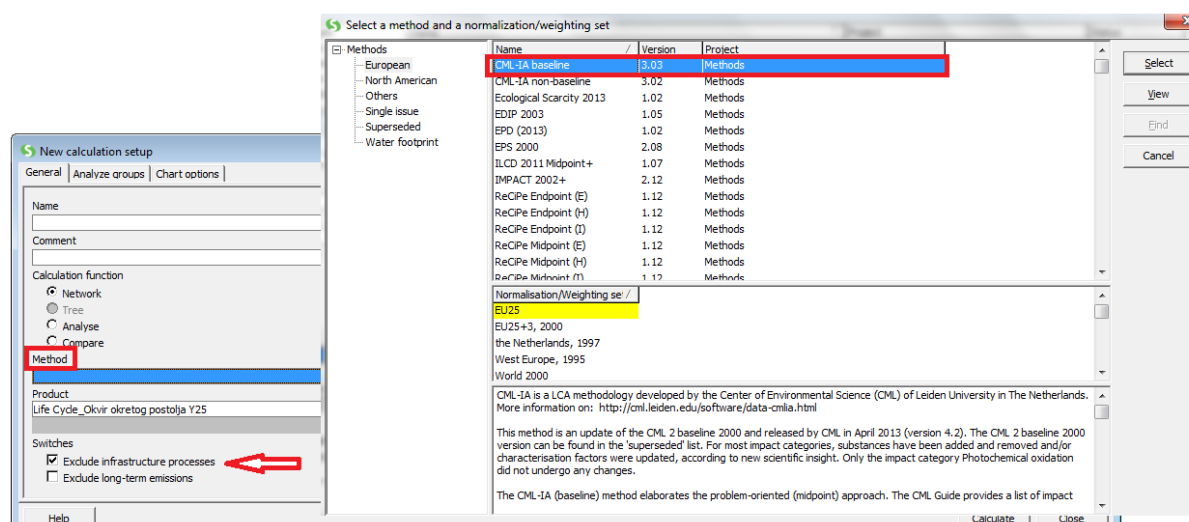 Select a method and a normalization/weighting set
Methods
European
North American
Others
Single issue
Superseded
Water footprint
Name / Version Project
CML-IA baseline 3.03 Methods
CML-IA non-baseline 3.02 Methods
Ecological Scarcity 2013 1.02 Methods
EDIP 2003 1.05 Methods
EPD (2013) 1.02 Methods
EPS 2000 2.08 Methods
ILCD 2011 Midpoint+ 1.07 Methods
IMPACT 2002+ 2.12 Methods
ReCiPe Endpoint (E) 1.12 Methods
ReCiPe Endpoint (H) 1.12 Methods
ReCiPe Endpoint (I) 1.12 Methods
ReCiPe Midpoint (E) 1.12 Methods
ReCiPe Midpoint (H) 1.12 Methods
ReCiPe Midpoint (I) 1.12 Methods
Select
View
Find
Cancel
Normalisation/Weighting set /
EU25
EU25+3, 2000
the Netherlands, 1997
West Europe, 1995
World 2000
CML-IA is a LCA methodology developed by the Center of Environmental Science (CML) of Leiden University in The Netherlands.
More information on: http://cml.leiden.edu/software/data-cmlia.html
This method is an update of the CML 2 baseline 2000 and released by CML in April 2013 (version 4.2). The CML 2 baseline 2000
version can be found in the 'superseded' list. For most impact categories, substances have been added and removed and/or
characterisation factors were updated, according to new scientific insight. Only the impact category Photochemical oxidation
did not undergo any changes.
The CML-IA (baseline) method elaborates the problem-oriented (midpoint) approach. The CML Guide provides a list of impact
New calculation setup
General Analyze groups Chart options
Name
Comment
Calculation function
Network
Tree
Analyse
Compare
Method
Product
Life Cycle_Okvir okretog postolja Y25
Switches
Exclude infrastructure processes
Exclude long-term emissions
Help
Calculate
Close